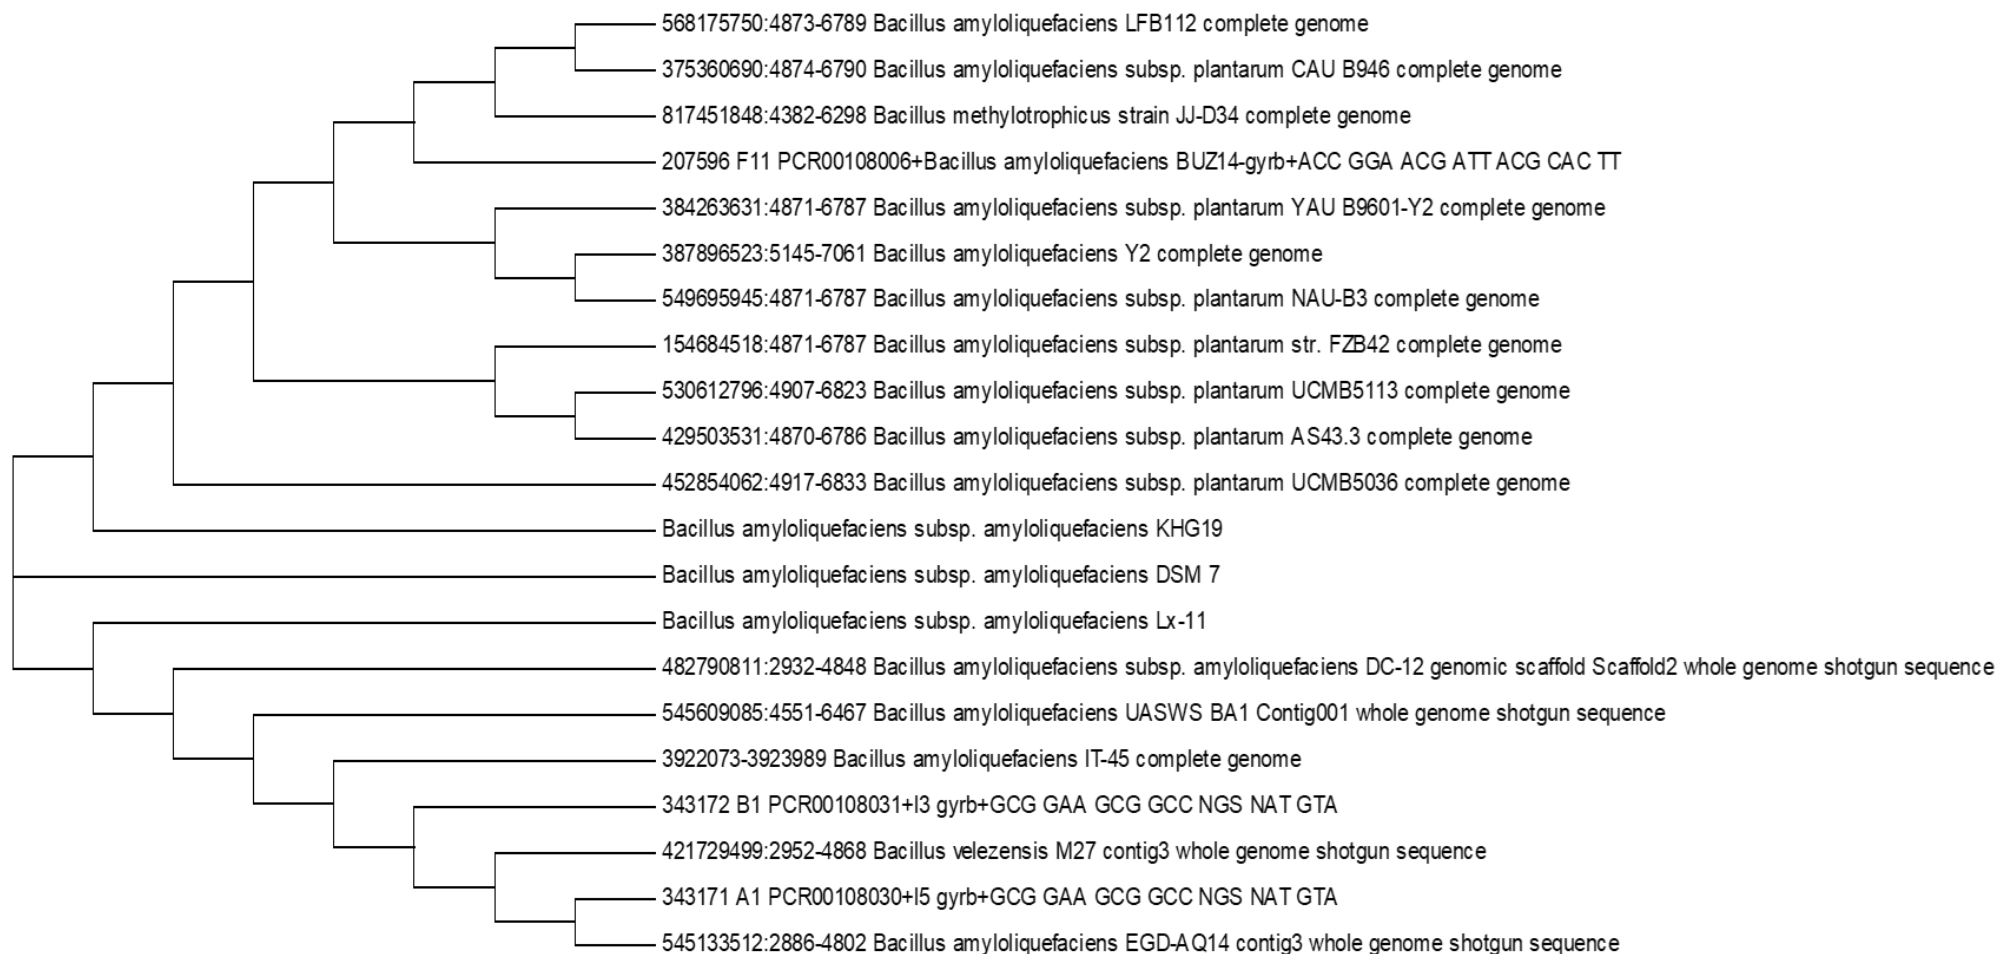 568175750:4873-6789 Bacillus amyloliquefaciens LFB112 complete genome
375360690:4874-6790 Bacillus amyloliquefaciens subsp. plantarum CAU B946 complete genome
817451848:4382-6298 Bacillus methylotrophicus strain JJ-D34 complete genome
207596 F11 PCR00108006+Bacillus amyloliquefaciens BUZ14-gyrb+ACC GGA ACG ATT ACG CAC TT
384263631:4871-6787 Bacillus amyloliquefaciens subsp. plantarum YAU B9601-Y2 complete genome
387896523:5145-7061 Bacillus amyloliquefaciens Y2 complete genome
549695945:4871-6787 Bacillus amyloliquefaciens subsp. plantarum NAU-B3 complete genome
154684518:4871-6787 Bacillus amyloliquefaciens subsp. plantarum str. FZB42 complete genome
530612796:4907-6823 Bacillus amyloliquefaciens subsp. plantarum UCMB5113 complete genome
429503531:4870-6786 Bacillus amyloliquefaciens subsp. plantarum AS43.3 complete genome
452854062:4917-6833 Bacillus amyloliquefaciens subsp. plantarum UCMB5036 complete genome
Bacillus amyloliquefaciens subsp. amyloliquefaciens KHG19
Bacillus amyloliquefaciens subsp. amyloliquefaciens DSM 7
Bacillus amyloliquefaciens subsp. amyloliquefaciens Lx-11
482790811:2932-4848 Bacillus amyloliquefaciens subsp. amyloliquefaciens DC-12 genomic scaffold Scaffold2 whole genome shotgun sequence
545609085:4551-6467 Bacillus amyloliquefaciens UASWS BA1 Contig001 whole genome shotgun sequence
3922073-3923989 Bacillus amyloliquefaciens IT-45 complete genome
343172 B1 PCR00108031+I3 gyrb+GCG GAA GCG GCC NGS NAT GTA
421729499:2952-4868 Bacillus velezensis M27 contig3 whole genome shotgun sequence
343171 A1 PCR00108030+I5 gyrb+GCG GAA GCG GCC NGS NAT GTA
545133512:2886-4802 Bacillus amyloliquefaciens EGD-AQ14 contig3 whole genome shotgun sequence